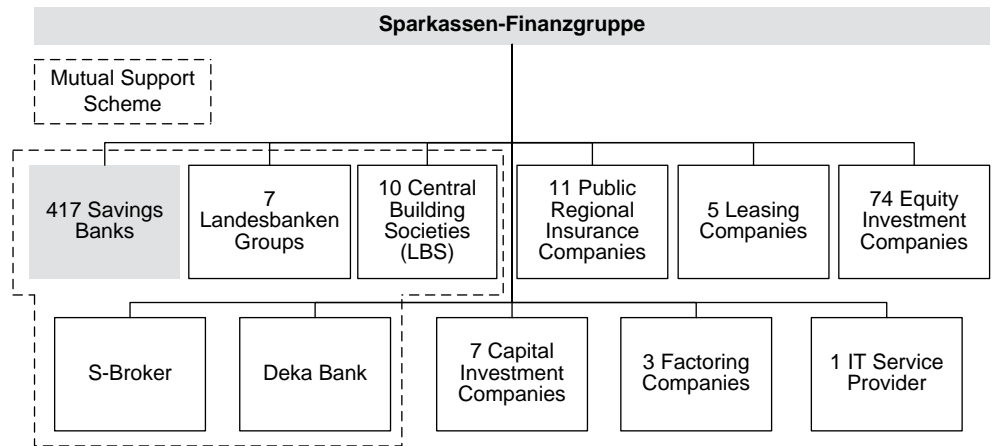 Sparkassen-Finanzgruppe
Mutual Support
Scheme
417 Savings
Banks
7
Landesbanken
Groups
10 Central
Building
Societies
(LBS)
11 Public
Regional
Insurance
Companies
5 Leasing
Companies
74 Equity
Investment
Companies
S-Broker
Deka Bank
7 Capital
Investment
Companies
3 Factoring
Companies
1 IT Service
Provider